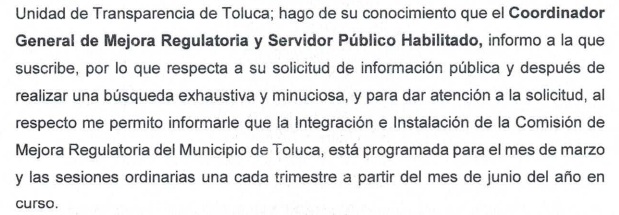 Unidad de Transparencia de Toluca; hago de su conocimiento que el Coordinador
General de Mejora Regulatoria y Servidor Público Habilitado, informo a la que
suscribe, por lo que respecta a su solicitud de información pública y después de
realizar una búsqueda exhaustiva y minuciosa, y para dar atención a la solicitud, al
respecto me permito informarle que la Integración e Instalación de la Comisión de
Mejora Regulatoria del Municipio de Toluca, está programada para el mes de marzo
y las sesiones ordinarias una cada trimestre a partir del mes de junio del año en
curso.